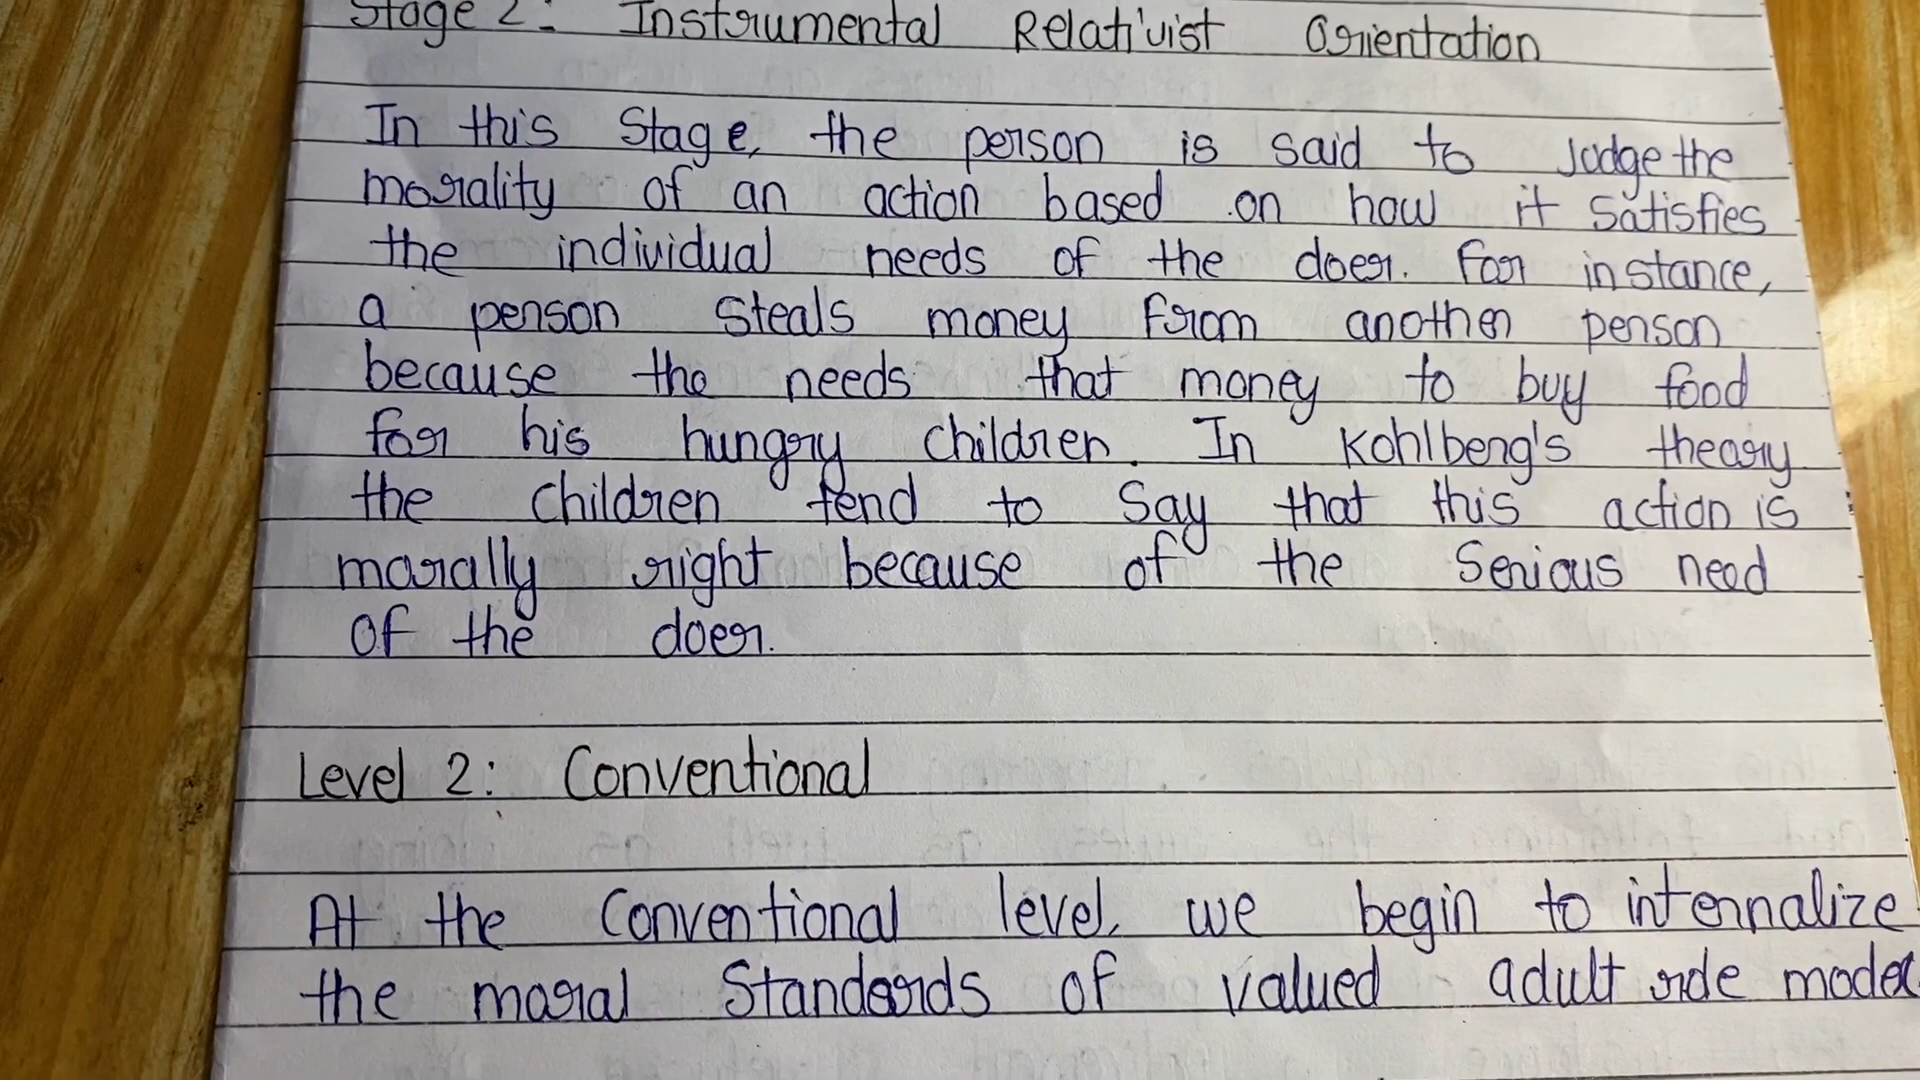 Stage 2: Instrumental Relativist Orientation
In this Stage, the person is said to Judge the
morality of an action based on how it satisfies
the individual needs of the doer. For instance,
a person steals money from another person
because the needs that money to buy food
for his hungry children. In Kohlberg's theory
the children tend to say that this action is
morally right because of the serious need
of the doer.
Level 2: Conventional
At the conventional level, we begin to internalize
the moral standards of valued adult role model